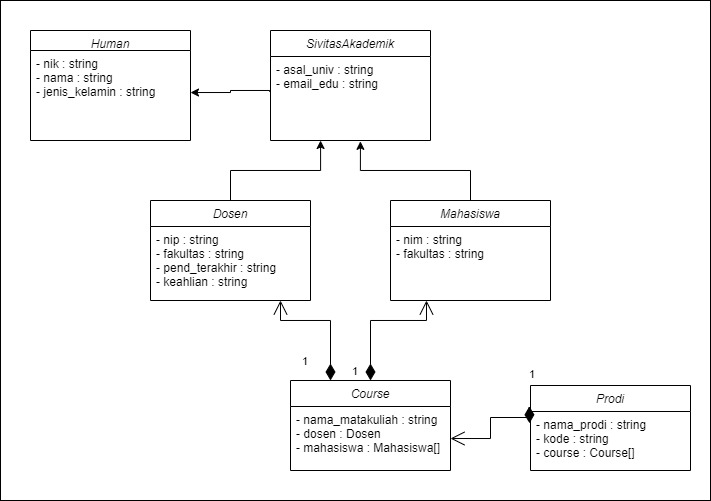 Human
- nik : string
- nama : string
- jenis_kelamin : string
SivitasAkademik
- asal_univ : string
- email_edu : string
Dosen
- nip : string
- fakultas : string
- pend_terakhir : string
- keahlian : string
Mahasiswa
- nim : string
- fakultas : string
1
1
Course
- nama_matakuliah : string
- dosen : Dosen
- mahasiswa : Mahasiswa[]
1
Prodi
- nama_prodi : string
- kode : string
- course : Course[]